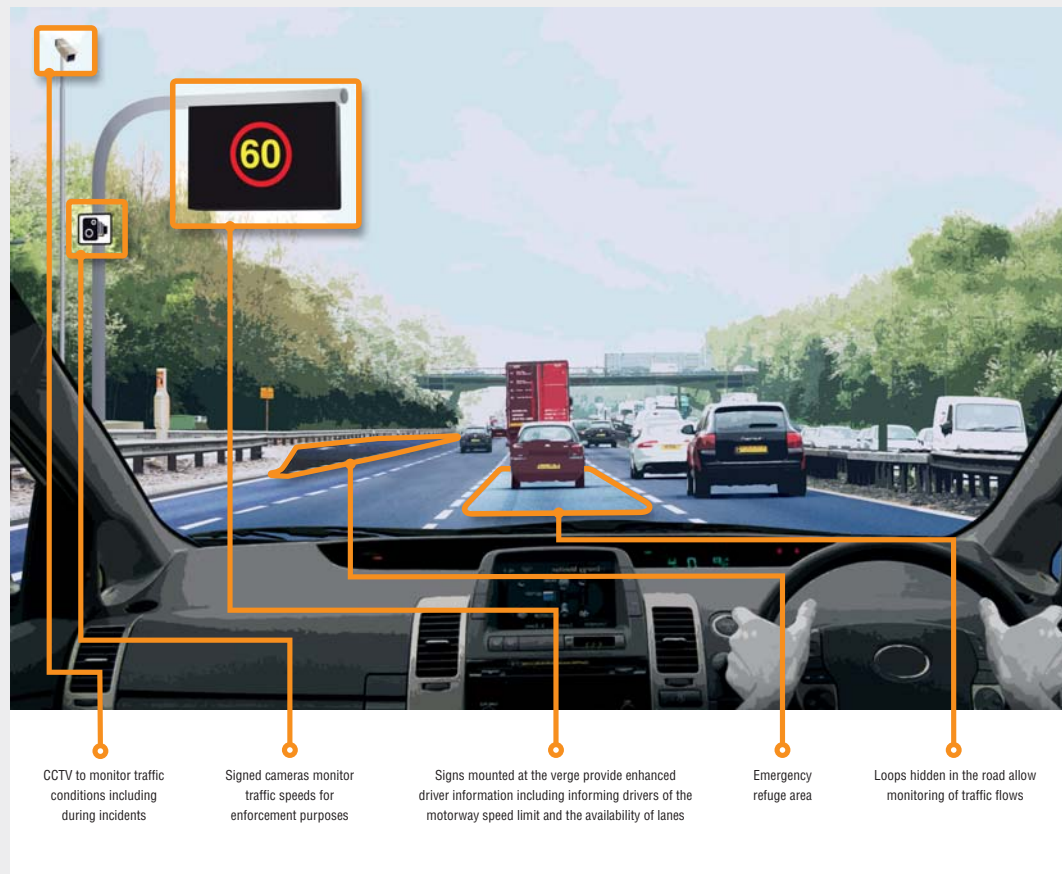 60
CCTV to monitor traffic
conditions including
during incidents
Signed cameras monitor
traffic speeds for
enforcement purposes
Signs mounted at the verge provide enhanced
driver information including informing drivers of the
motorway speed limit and the availability of lanes
Emergency
refuge area
Loops hidden in the road allow
monitoring of traffic flows